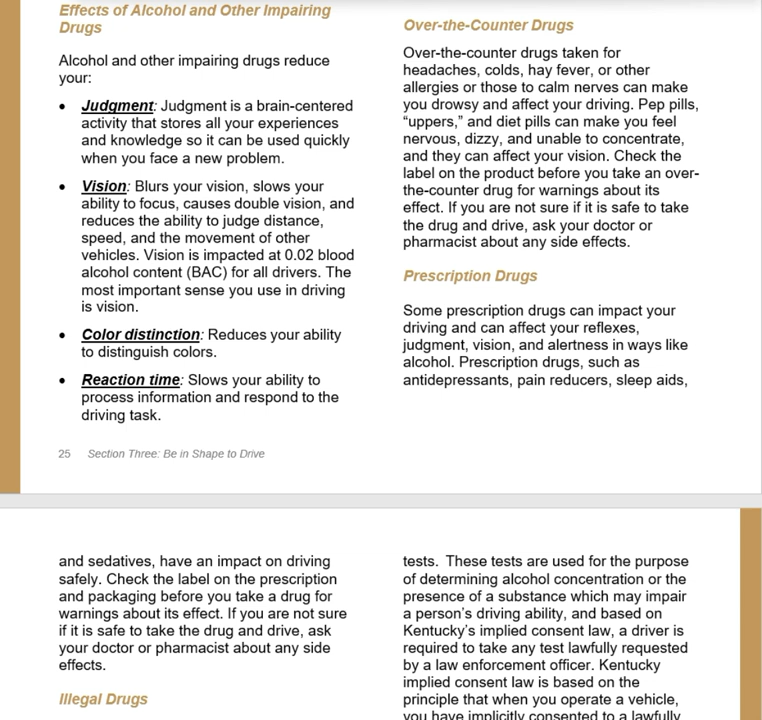 Effects of Alcohol and Other Impairing
Drugs
Alcohol and other impairing drugs reduce
your:
• Judgment: Judgment is a brain-centered
activity that stores all your experiences
and knowledge so it can be used quickly
when you face a new problem.
• Vision: Blurs your vision, slows your
ability to focus, causes double vision, and
reduces the ability to judge distance,
speed, and the movement of other
vehicles. Vision is impacted at 0.02 blood
alcohol content (BAC) for all drivers. The
most important sense you use in driving
is vision.
• Color distinction: Reduces your ability
to distinguish colors.
• Reaction time: Slows your ability to
process information and respond to the
driving task.
Over-the-Counter Drugs
Over-the-counter drugs taken for
headaches, colds, hay fever, or other
allergies or those to calm nerves can make
you drowsy and affect your driving. Pep pills,
“uppers,” and diet pills can make you feel
nervous, dizzy, and unable to concentrate,
and they can affect your vision. Check the
label on the product before you take an over-
the-counter drug for warnings about its
effect. If you are not sure if it is safe to take
the drug and drive, ask your doctor or
pharmacist about any side effects.
Prescription Drugs
Some prescription drugs can impact your
driving and can affect your reflexes,
judgment, vision, and alertness in ways like
alcohol. Prescription drugs, such as
antidepressants, pain reducers, sleep aids,
25 Section Three: Be in Shape to Drive
and sedatives, have an impact on driving
safely. Check the label on the prescription
and packaging before you take a drug for
warnings about its effect. If you are not sure
if it is safe to take the drug and drive, ask
your doctor or pharmacist about any side
effects.
Illegal Drugs
tests. These tests are used for the purpose
of determining alcohol concentration or the
presence of a substance which may impair
a person’s driving ability, and based on
Kentucky’s implied consent law, a driver is
required to take any test lawfully requested
by a law enforcement officer. Kentucky
implied consent law is based on the
principle that when you operate a vehicle,
you have implicitly consented to a lawfully